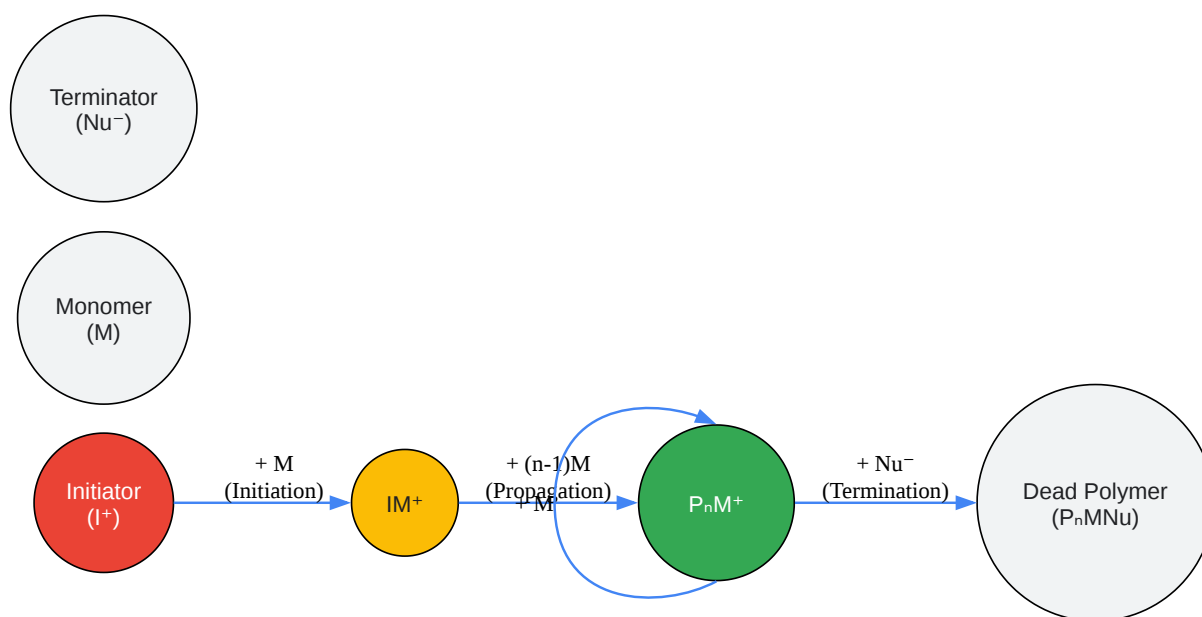 Terminator
(Nu⁻)
Monomer
(M)
Initiator
(I⁺)
+ M
(Initiation)
IM⁺
+ (n-1)M
(Propagation)
+ M
PₙM⁺
+ Nu⁻
(Termination)
Dead Polymer
(PₙMNu)